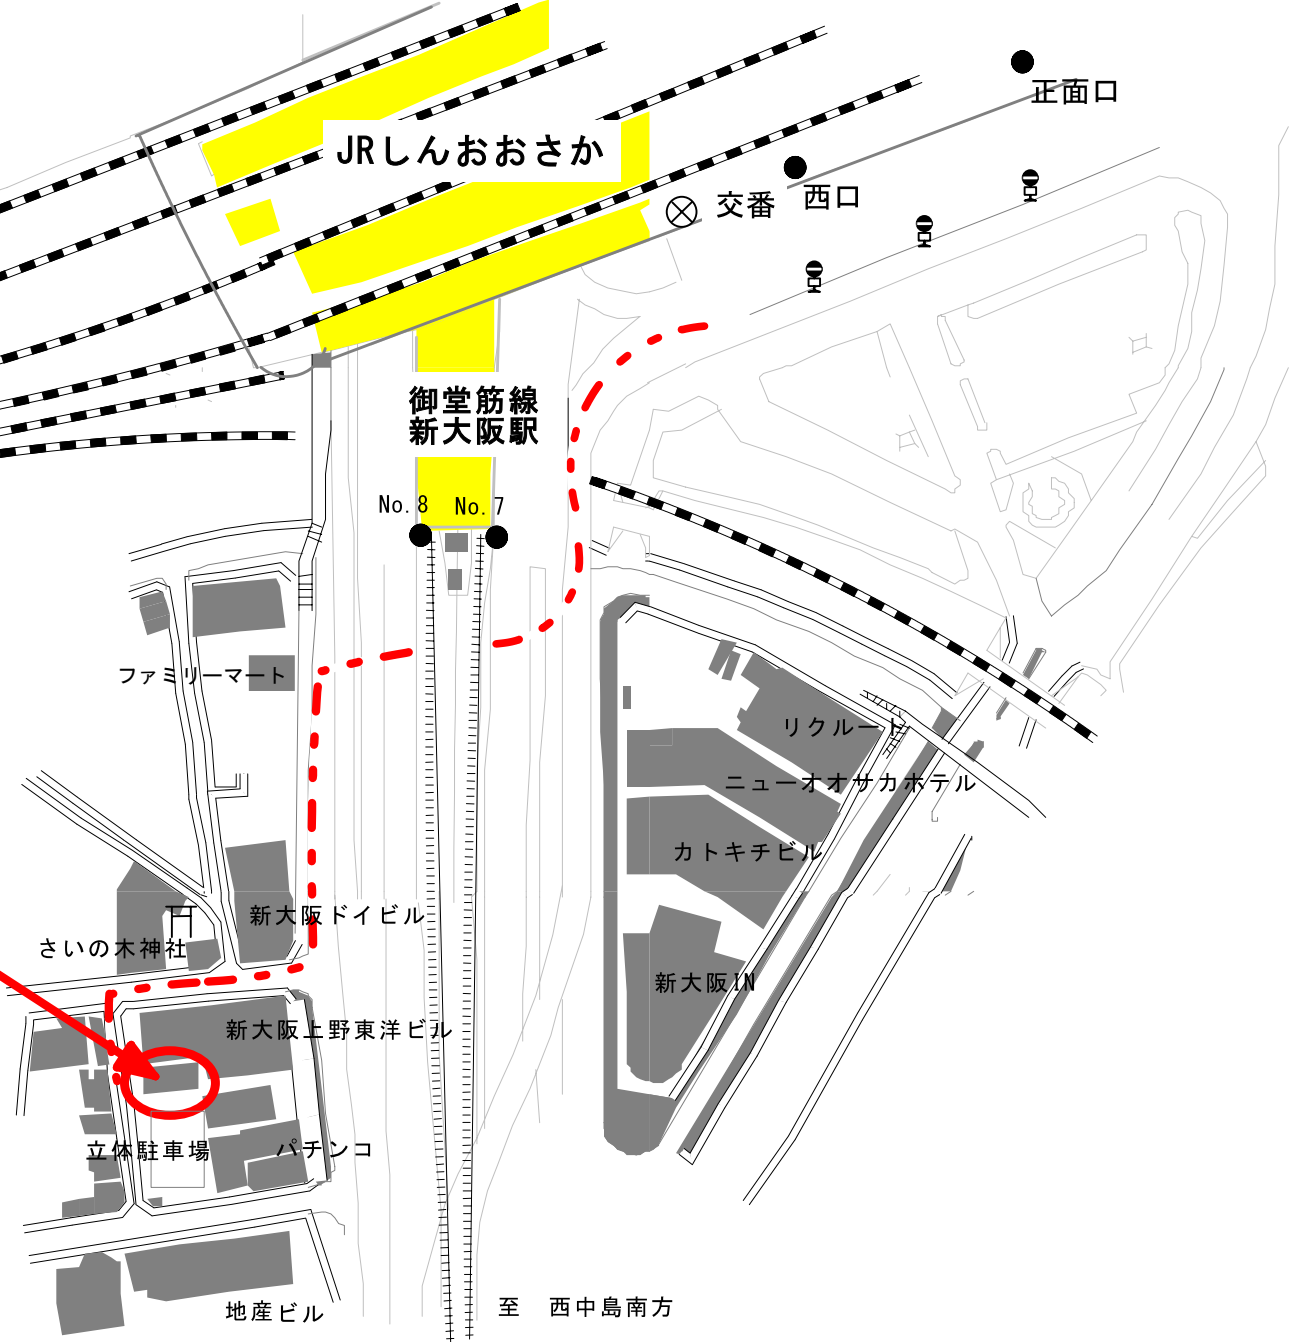 正面口
JRしんおおさか
交番
西口
御堂筋線
新大阪駅
No.8
No.7
ファミリーマート
リクルート
ニューオオサカホテル
カトキチビル
新大阪ドイビル
さいの木神社
新大阪IN
新大阪上野東洋ビル
立体駐車場
パチンコ
地産ビル
至　西中島南方